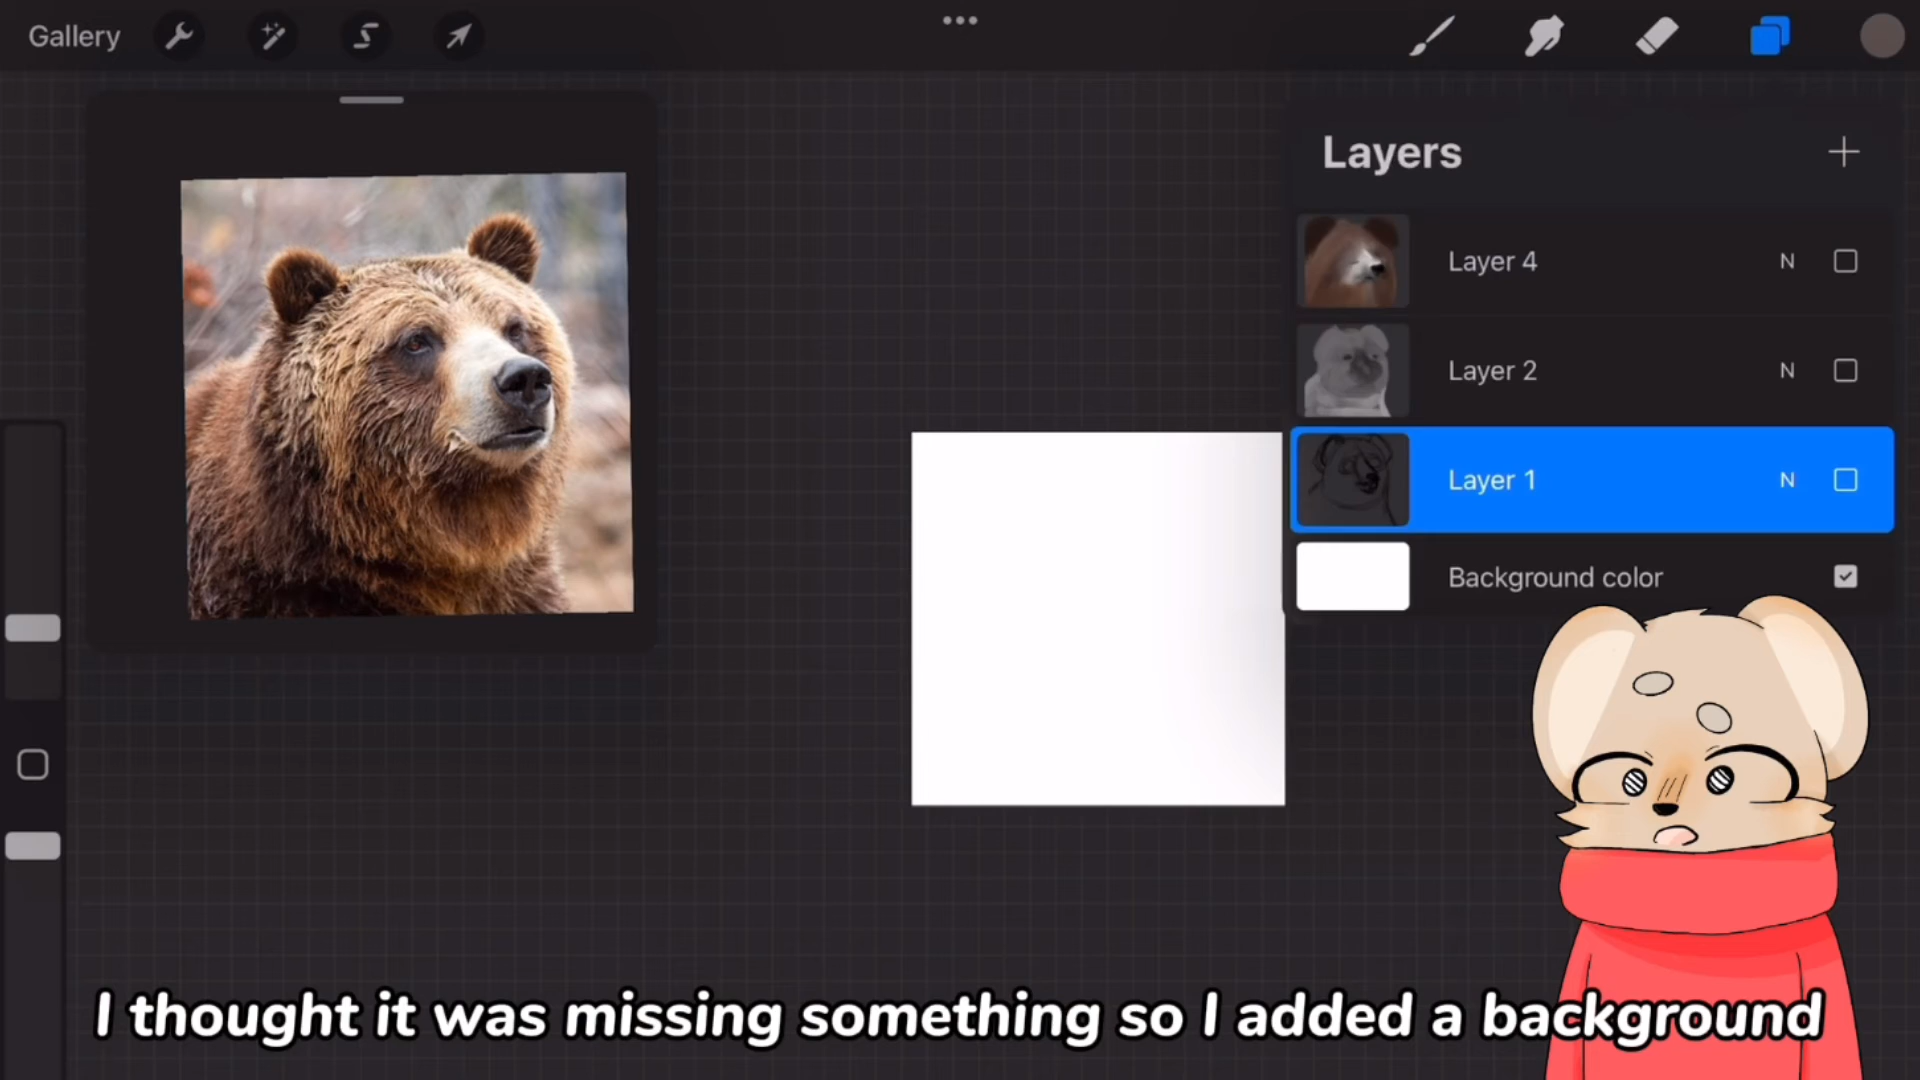 Gallery
Layers
Layer 4 N
Layer 2 N
Layer 1 N
Background color
I thought it was missing something so I added a background